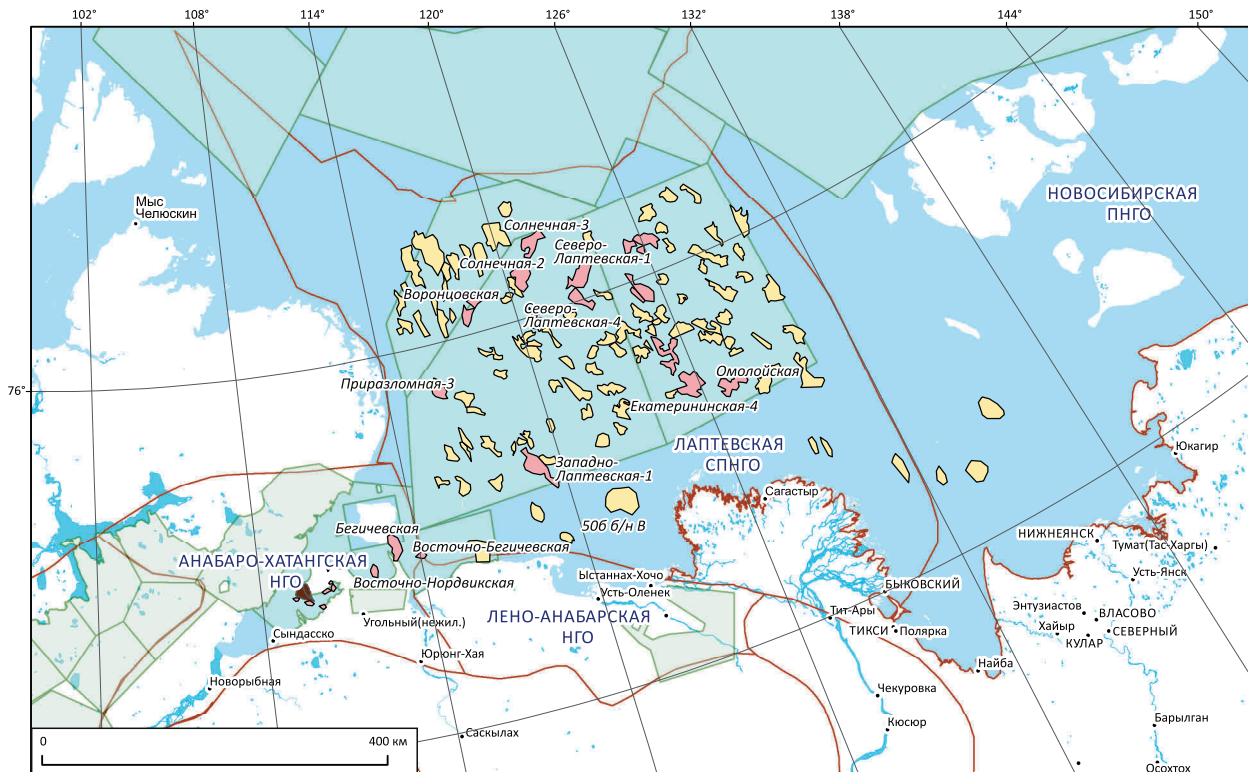 102°
108°
114°
120°
126°
132°
138°
144°
150°
НОВОСИБИРСКАЯ
ПНГО
Мыс
Челюскин
Солнечная-3
Северо-
Лаптевская-1
Солнечная-2
Воронцовская
Северо-
Лаптевская-4
76°
Приразломная-3
Омолойская
Екатерининская-4
ЛАПТЕВСКАЯ
СПНГО
Западно-
Лаптевская-1
Юкагир
Сагастыр
50б б/н В
Бегичевская
Восточно-Бегичевская
НИЖНЕЯНСК
Тумат(Тас-Харгы)
АНАБАРО-ХАТАНГСКАЯ
НГО
Восточно-Нордвикская
Ыстаннах-Хочо
Усть-Оленек
Усть-Янск
БЫКОВСКИЙ
Энтузиастов
ВЛАСОВО
Угольный(нежил.)
ЛЕНО-АНАБАРСКАЯ
НГО
Тит-Ары
ТИКСИ
Полярка
Хайыр
СЕВЕРНЫЙ
КУЛАР
Сындасско
Юрюнг-Хая
Найба
Новорыбная
Чекуровка
Кюсюр
Барылган
Саскылах
0
400 км
Осохтох